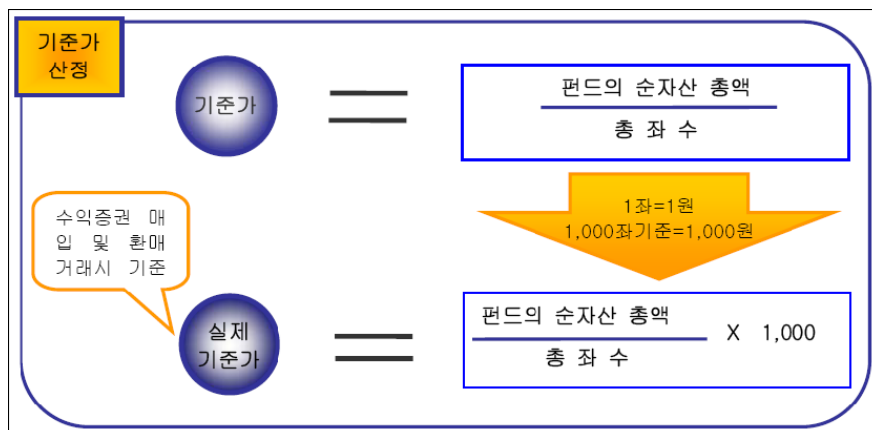 기준가
산정
기준가
펀드의 순자산 총액
총 좌 수
1좌=1원
1,000좌기준=1,000원
수익증권 매
입 및 환매
거래시 기준
실제
기준가
펀드의 순자산 총액
총 좌 수
X 1,000